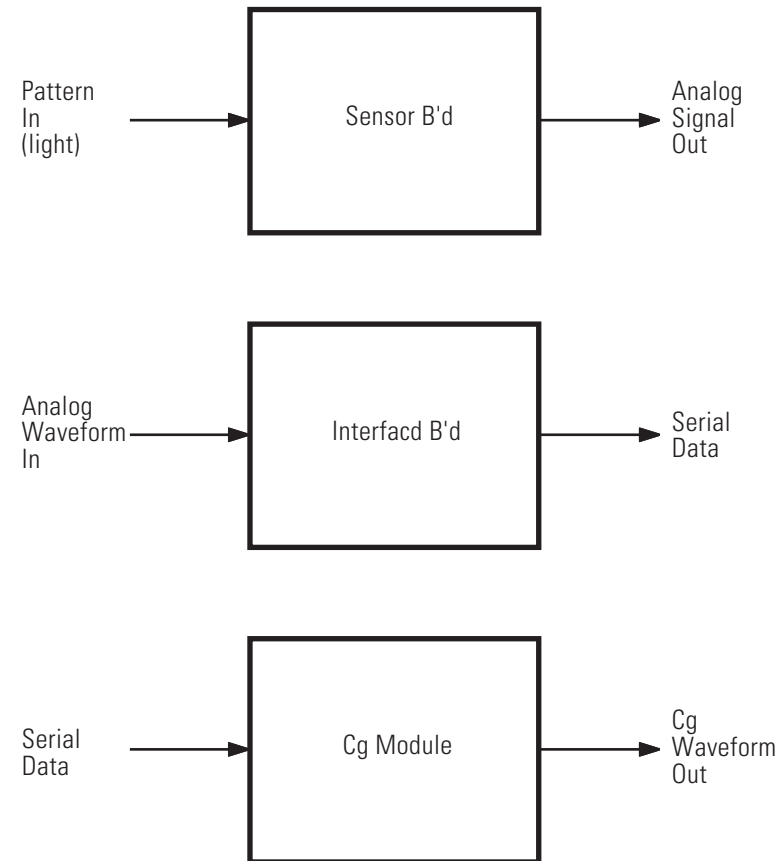 Pattern
In
(light)
Sensor B'd
Analog
Signal
Out
Analog
Waveform
In
Interfacd B'd
Serial
Data
Serial
Data
Cg Module
Cg
Waveform
Out